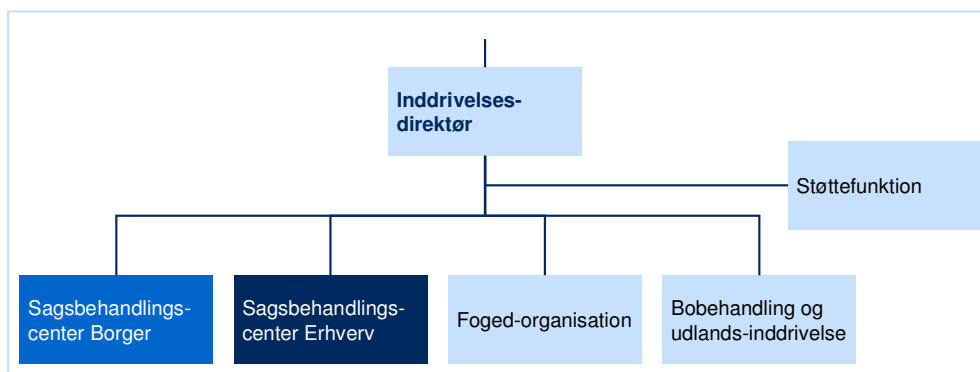 Inddrivelses-
direktør
Støttefunktion
Sagsbehandlings-
center Borger
Sagsbehandlings-
center Erhverv
Foged-organisation
Bobehandling og
udlands-inddrivelse